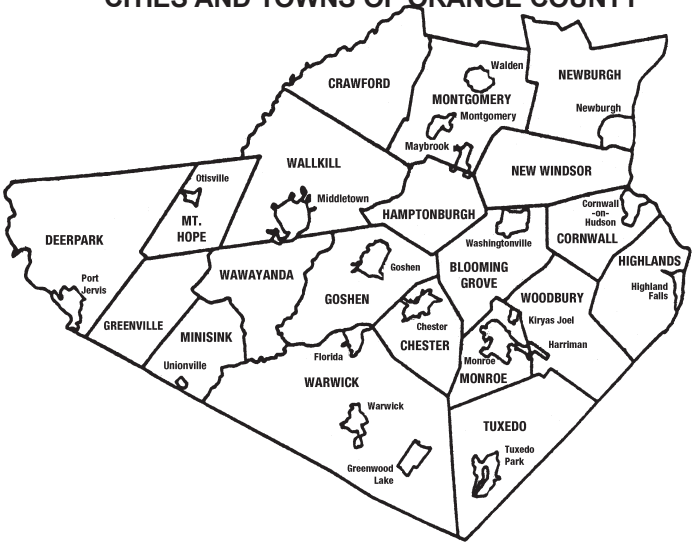 CITIES AND TOWNS OF ORANGE COUNTY
CRAWFORD
Walden
MONTGOMERY
Montgomery
Maybrook
NEWBURGH
Newburgh
WALLKILL
Middletown
NEW WINDSOR
Otisville
MT.
HOPE
HAMPTONBURGH
Cornwall
-on-
Hudson
CORNWALL
Washingtonville
DEERPARK
Port
Jervis
GREENVILLE
WAWAYANDA
MINISINK
Unionville
GOSHEN
Goshen
BLOOMING
GROVE
HIGHLANDS
Highland
Falls
WOODBURY
Kiryas Joel
Harriman
Chester
CHESTER
Florida
Monroe
MONROE
WARWICK
Warwick
Greenwood
Lake
TUXEDO
Tuxedo
Park